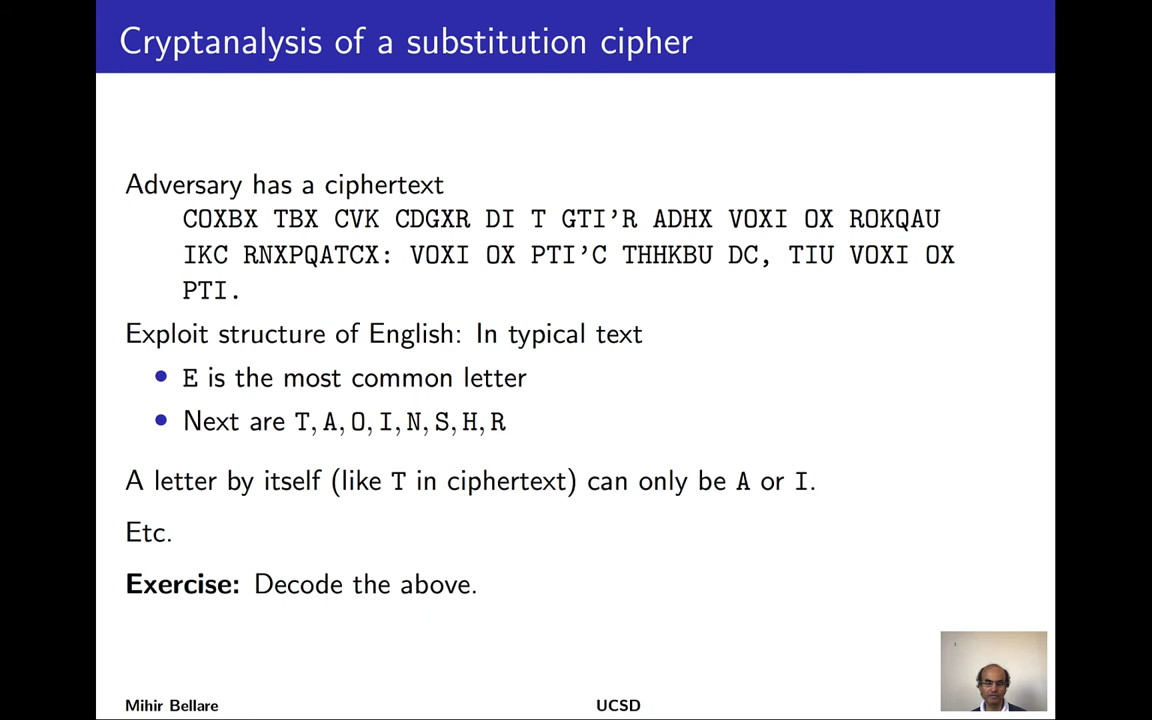 Cryptanalysis of a substitution cipher
Adversary has a ciphertext
COXBX TBX CVK CDGXR DI T GTI'R ADHX VOXI OX ROKQAU
IKC RNXPQATCX: VOXI OX PTI'C THHKBU DC, TIU VOXI OX
PTI.
Exploit structure of English: In typical text
• E is the most common letter
• Next are T, A, O, I, N, S, H, R
A letter by itself (like T in ciphertext) can only be A or I.
Etc.
Exercise: Decode the above.
Mihir Bellare UCSD